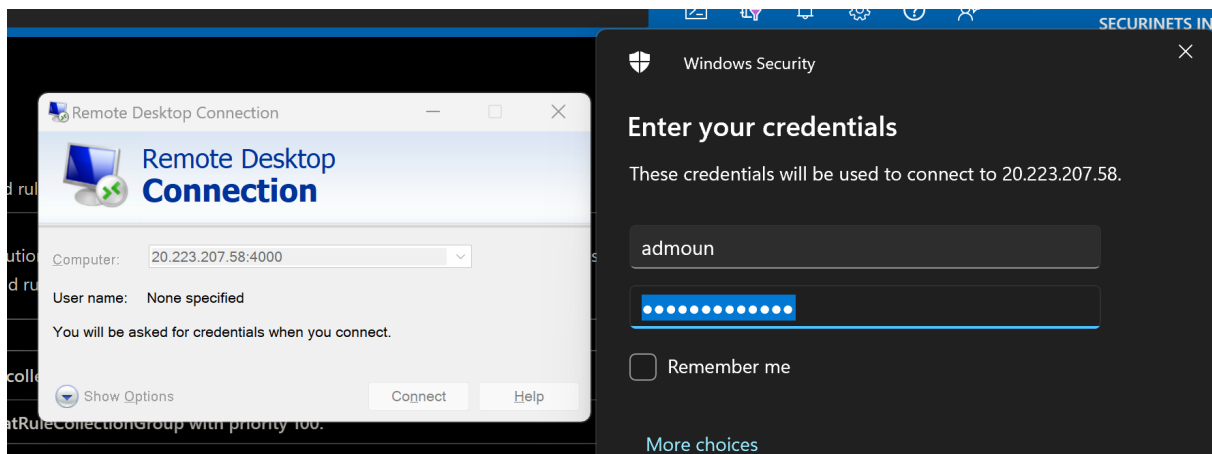 SECURINETS IN
Remote Desktop Connection
Remote Desktop
Connection
d rul
utio
Computer:
20.223.207.58:4000
s
d ru
User name:
None specified
You will be asked for credentials when you connect.
colle
Show Options
Connect
Help
atRuleCollectionGroup with priority 100.
Windows Security
Enter your credentials
These credentials will be used to connect to 20.223.207.58.
admoun
Remember me
More choices